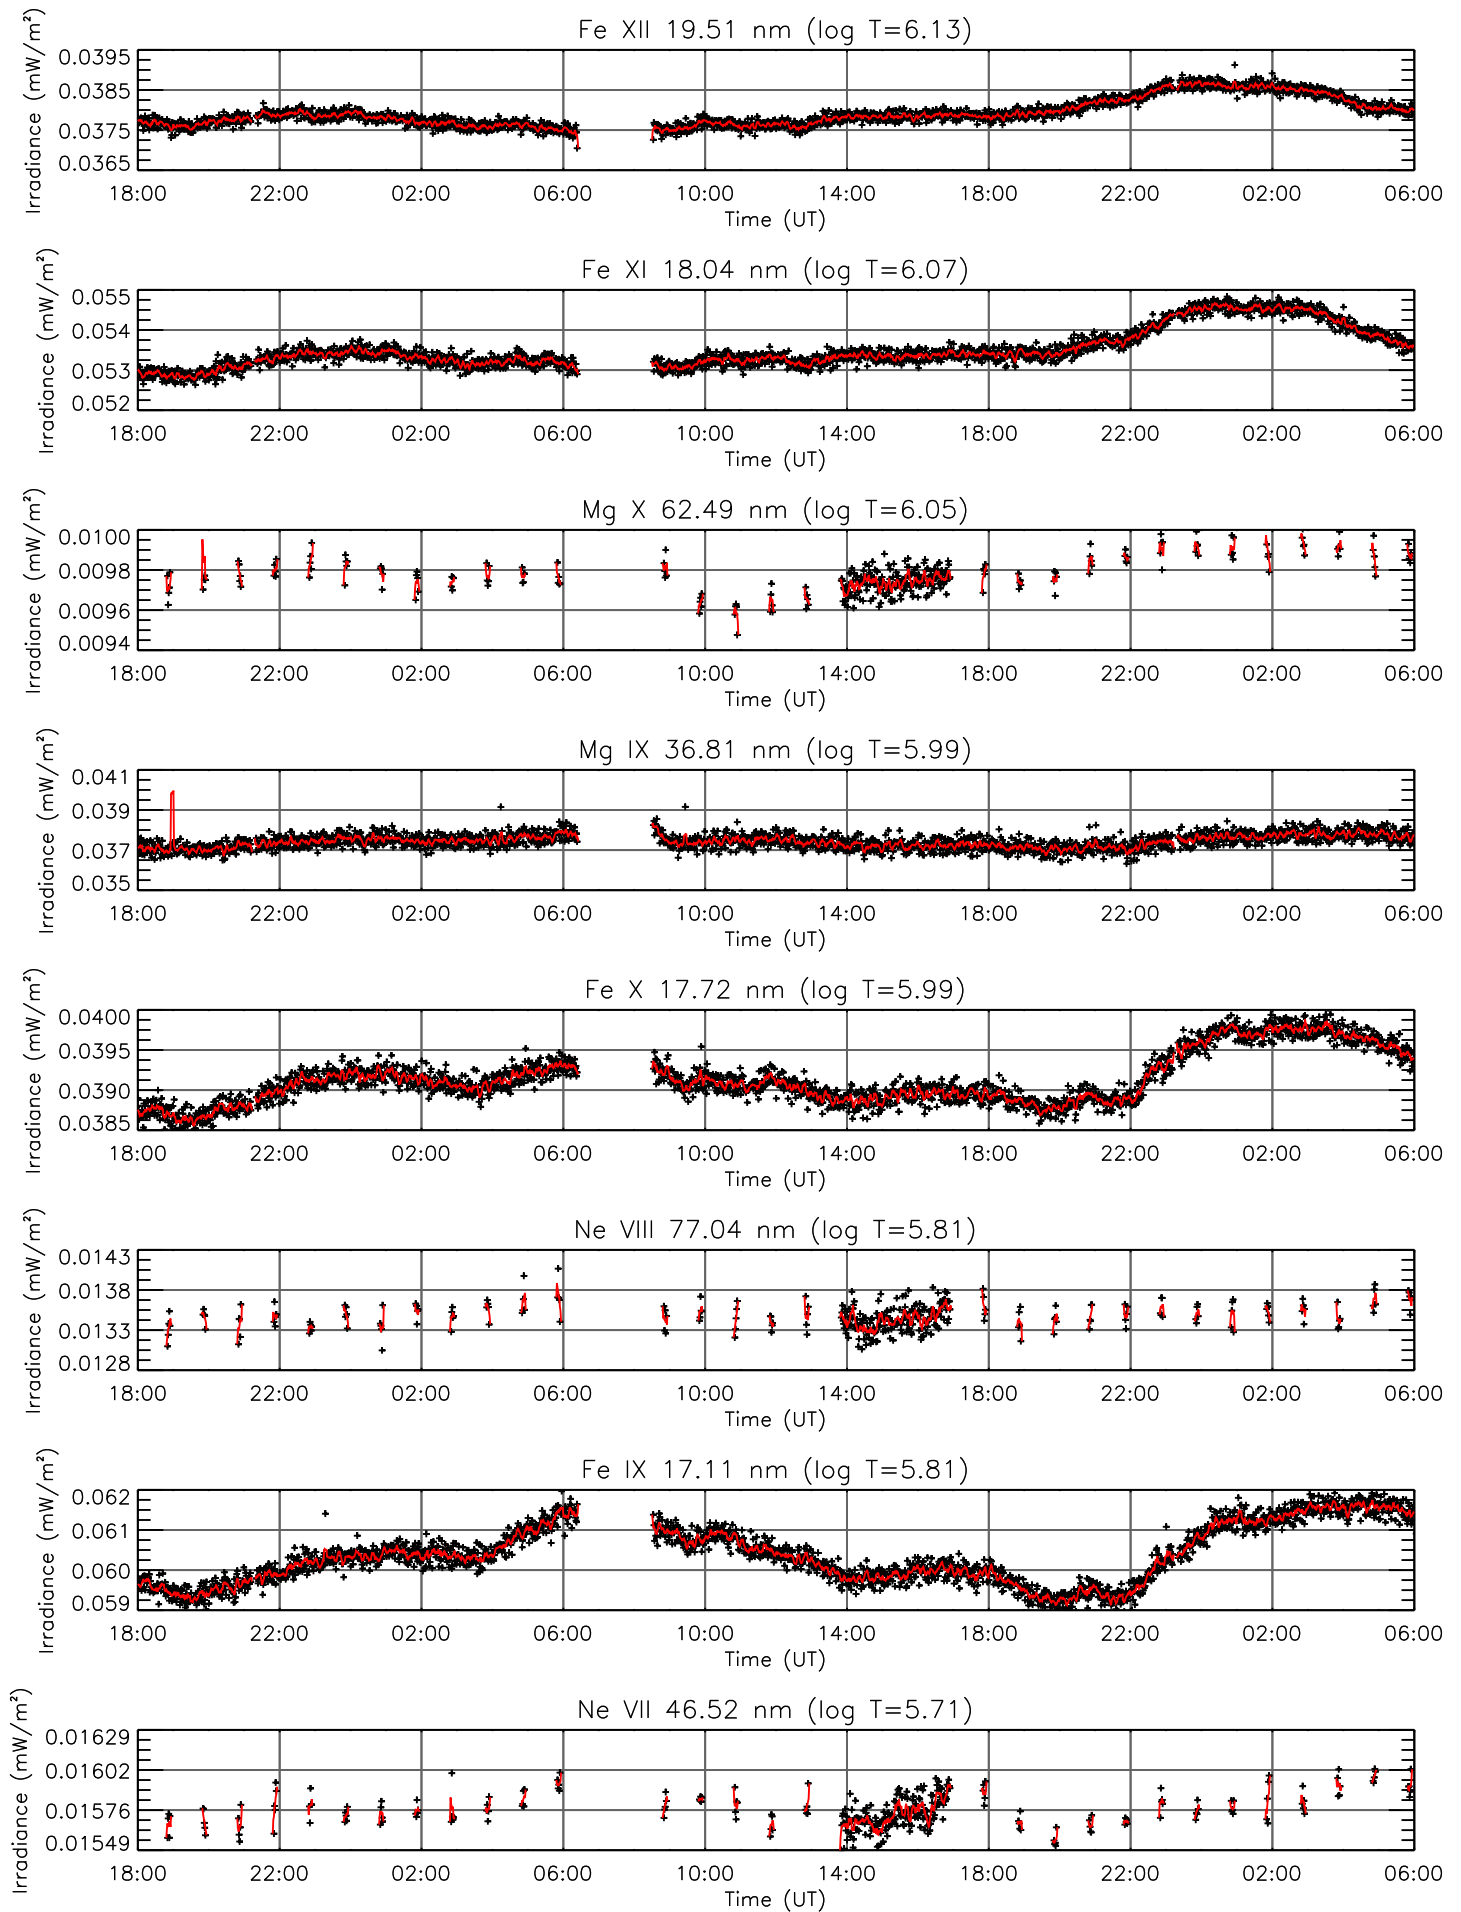 Fe XII 19.51 nm (log T=6.13)
Irradiance (mW/m²)
0.0395
0.0385
0.0375
0.0365
18:00 22:00 02:00 06:00 10:00 14:00 18:00 22:00 02:00 06:00
Time (UT)
Fe XI 18.04 nm (log T=6.07)
Irradiance (mW/m²)
0.055
0.054
0.053
0.052
18:00 22:00 02:00 06:00 10:00 14:00 18:00 22:00 02:00 06:00
Time (UT)
Mg X 62.49 nm (log T=6.05)
Irradiance (mW/m²)
0.0100
0.0098
0.0096
0.0094
18:00 22:00 02:00 06:00 10:00 14:00 18:00 22:00 02:00 06:00
Time (UT)
Mg IX 36.81 nm (log T=5.99)
Irradiance (mW/m²)
0.041
0.039
0.037
0.035
18:00 22:00 02:00 06:00 10:00 14:00 18:00 22:00 02:00 06:00
Time (UT)
Fe X 17.72 nm (log T=5.99)
Irradiance (mW/m²)
0.0400
0.0395
0.0390
0.0385
18:00 22:00 02:00 06:00 10:00 14:00 18:00 22:00 02:00 06:00
Time (UT)
Ne VIII 77.04 nm (log T=5.81)
Irradiance (mW/m²)
0.0143
0.0138
0.0133
0.0128
18:00 22:00 02:00 06:00 10:00 14:00 18:00 22:00 02:00 06:00
Time (UT)
Fe IX 17.11 nm (log T=5.81)
Irradiance (mW/m²)
0.062
0.061
0.060
0.059
18:00 22:00 02:00 06:00 10:00 14:00 18:00 22:00 02:00 06:00
Time (UT)
Ne VII 46.52 nm (log T=5.71)
Irradiance (mW/m²)
0.01629
0.01602
0.01576
0.01549
18:00 22:00 02:00 06:00 10:00 14:00 18:00 22:00 02:00 06:00
Time (UT)